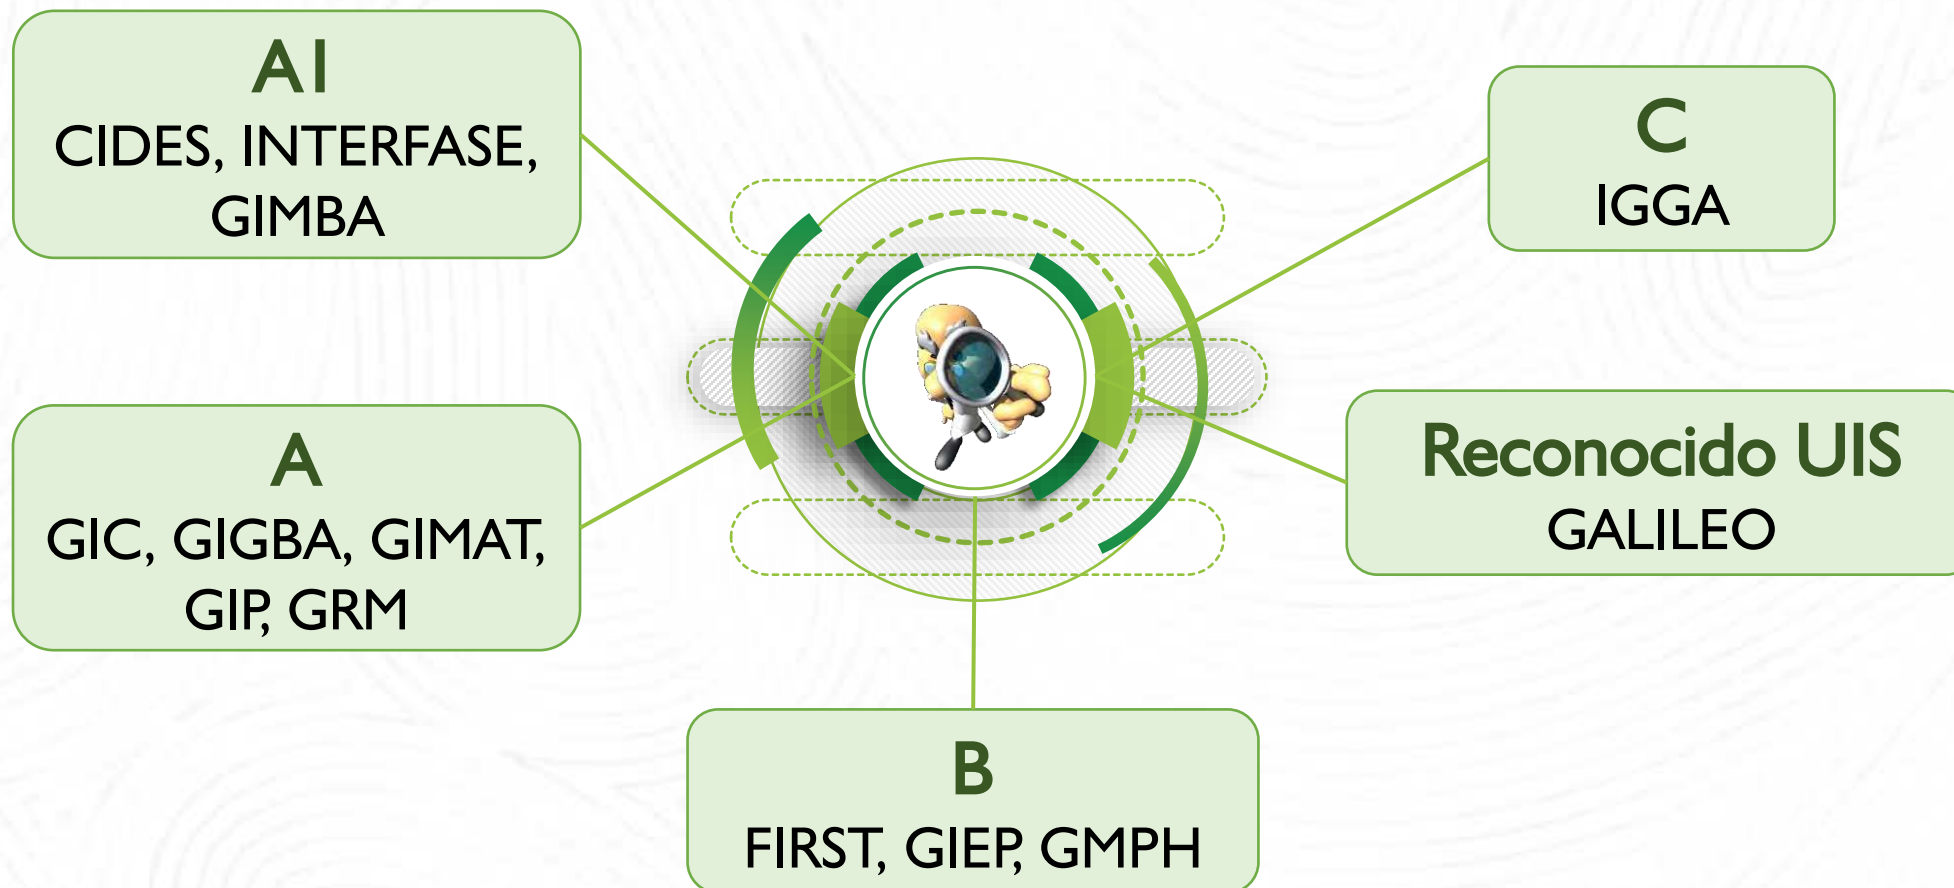 A1
CIDES, INTERFASE,
GIMBA
A
GIC, GIGBA, GIMAT,
GIP, GRM
B
FIRST, GIEP, GMPH
C
IGGA
Reconocido UIS
GALILEO